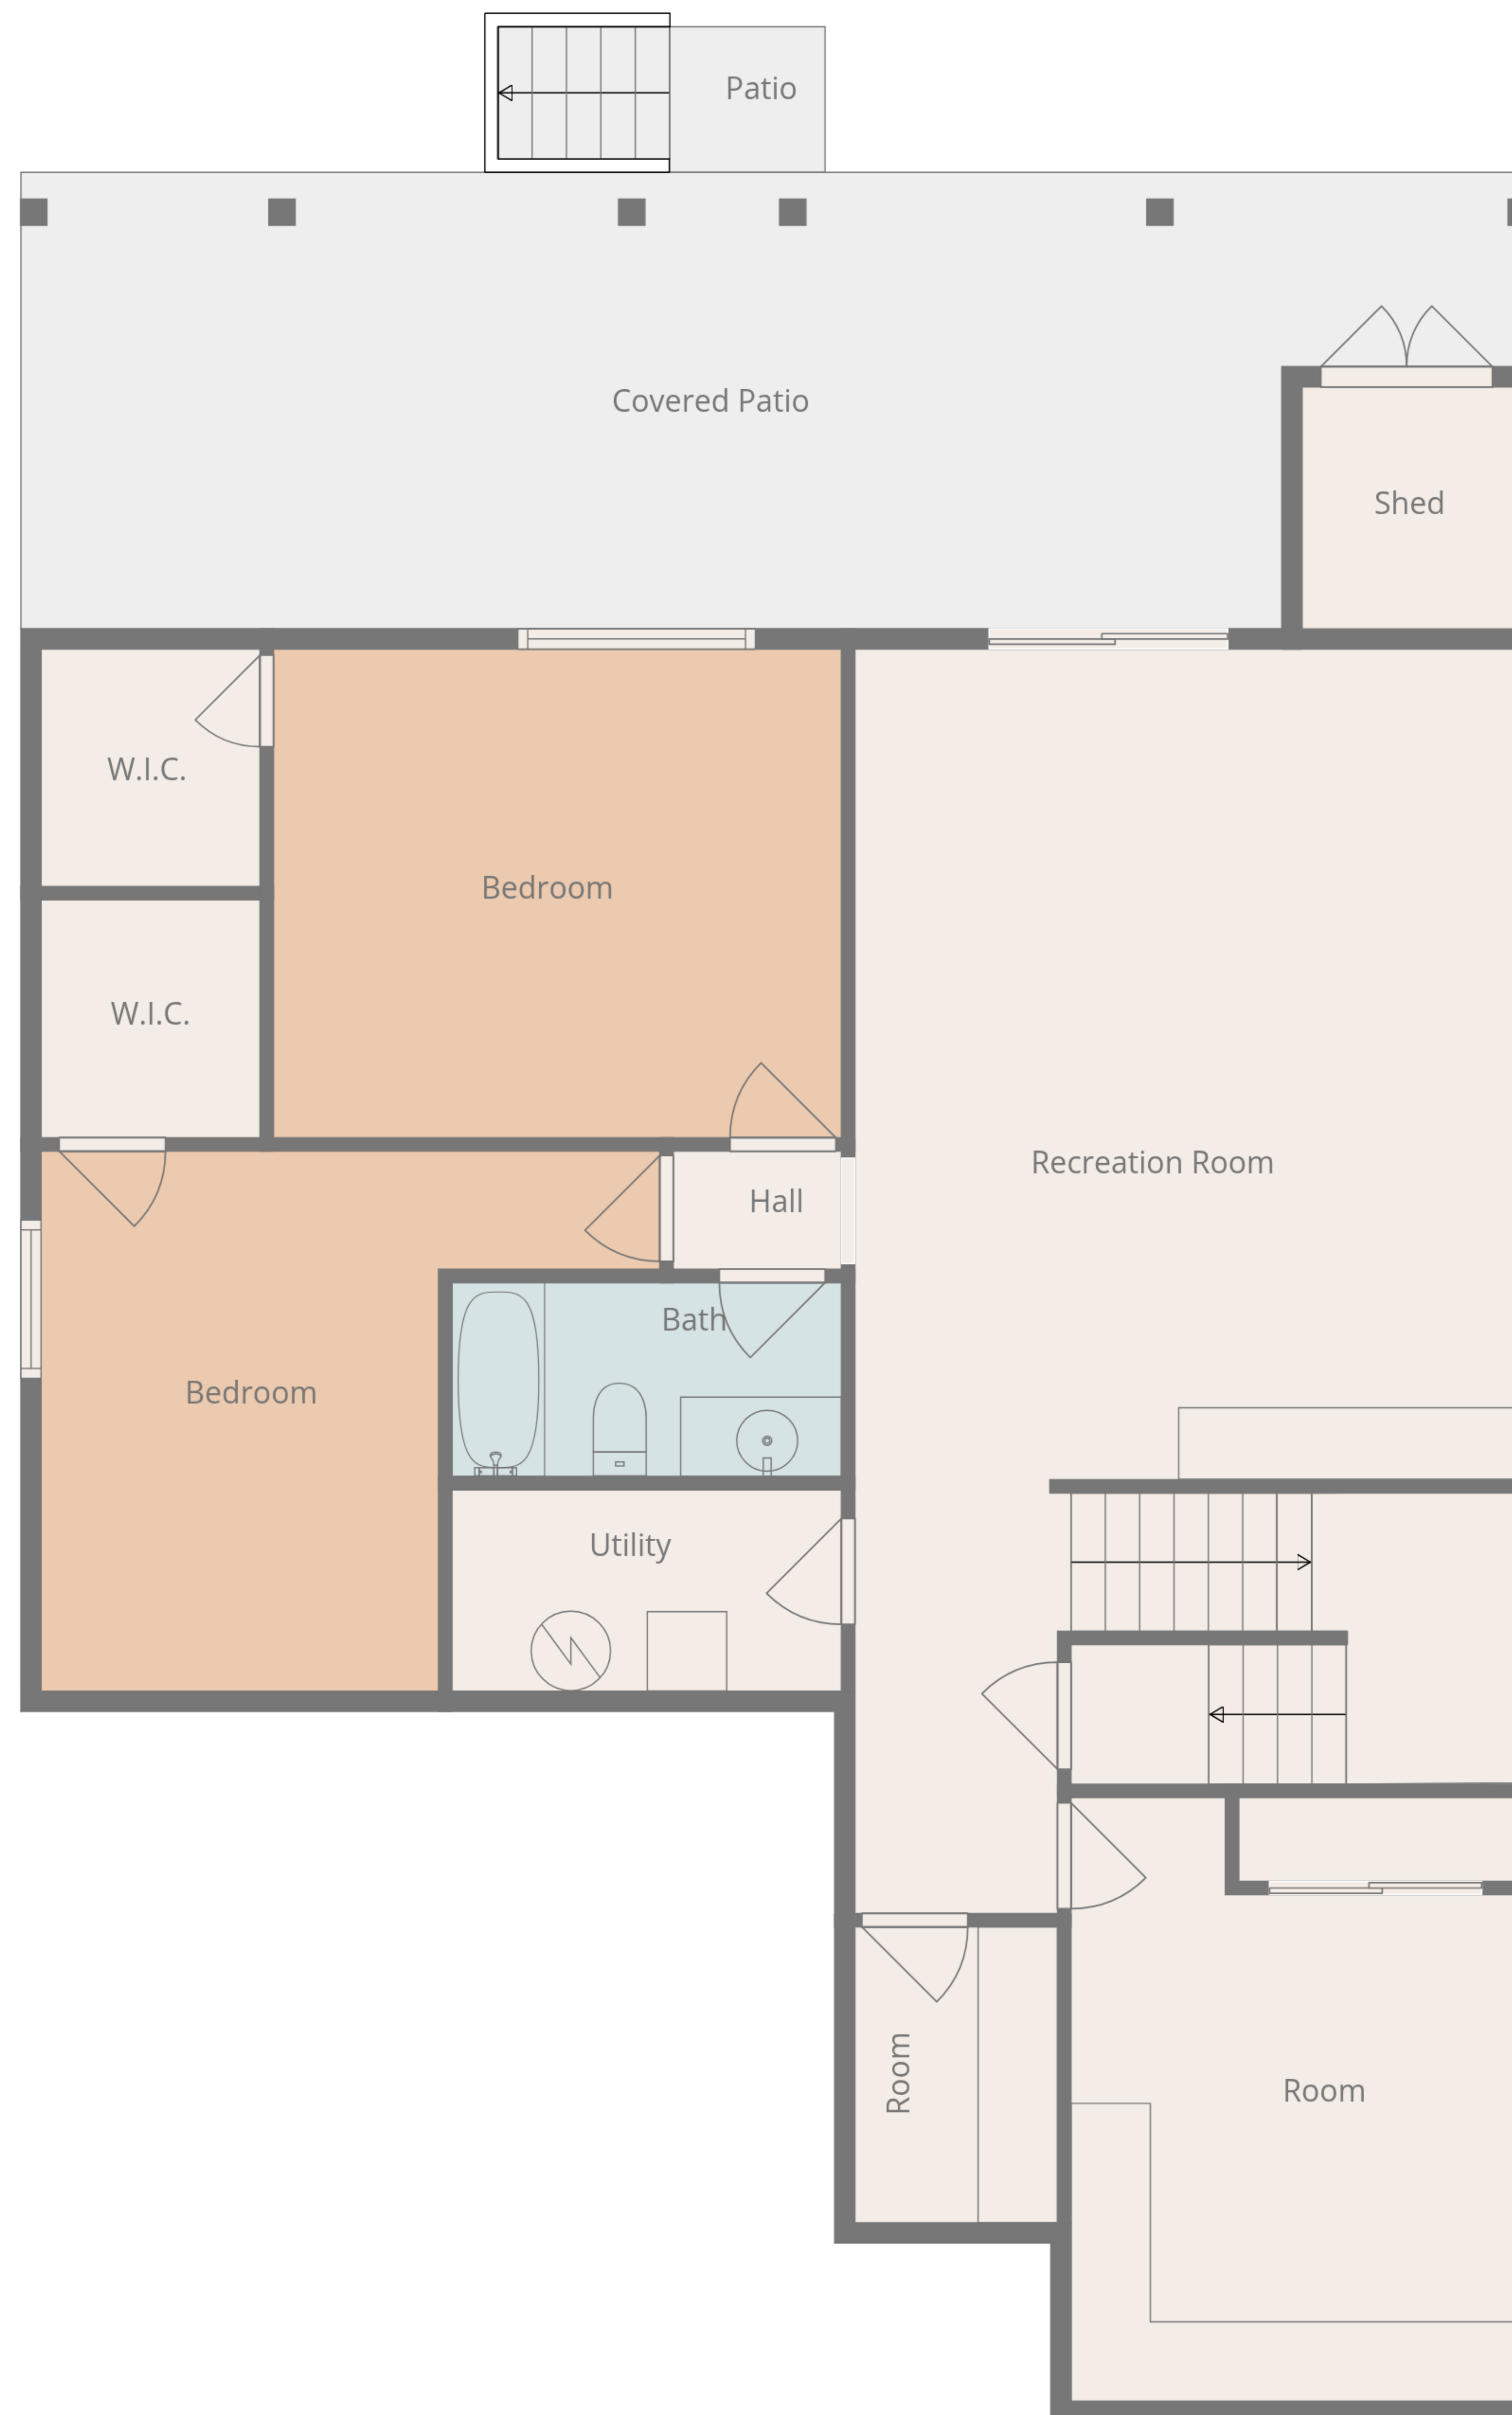 Patio
Covered Patio
Shed
W.I.C.
Bedroom
W.I.C.
Recreation Room
Hall
Bath
Bedroom
Utility
Room
Room